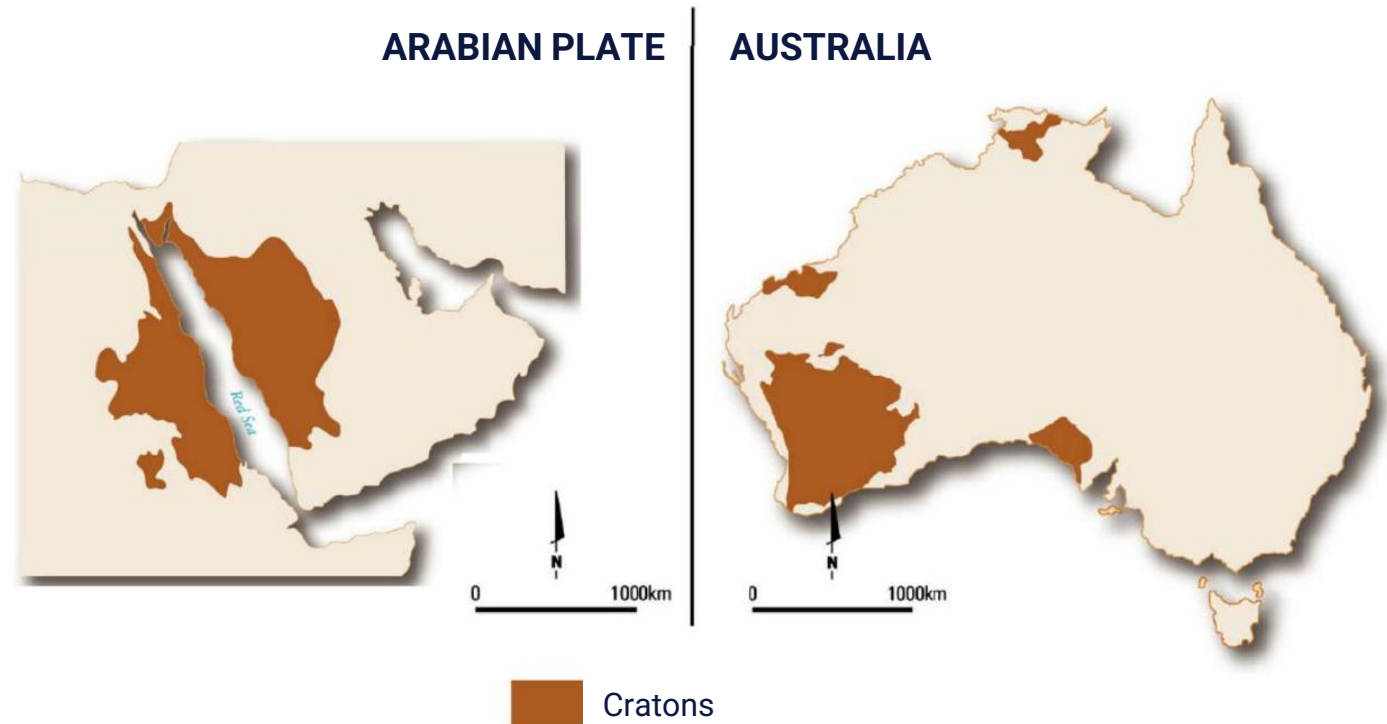 ARABIAN PLATE
AUSTRALIA
Red Sea
N
0 1000km
N
0 1000km
Cratons